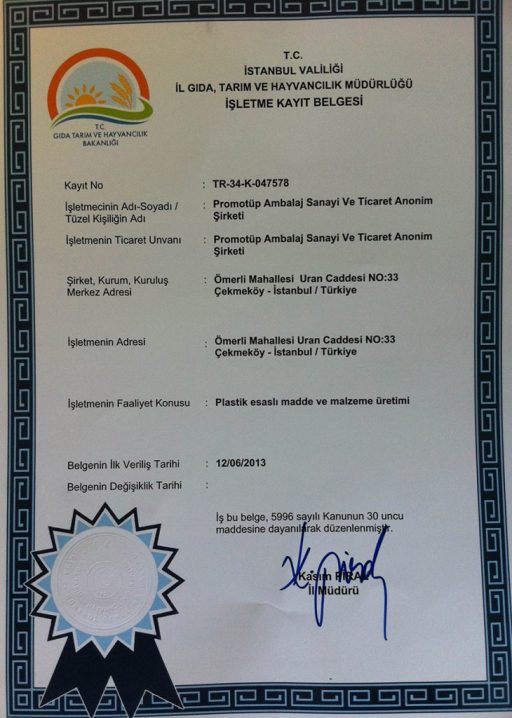 T.C.
İSTANBUL VALİLİĞİ
İL GIDA, TARIM VE HAYVANCILIK MÜDÜRLÜĞÜ
İŞLETME KAYIT BELGESİ
T.C.
GIDA TARIM VE HAYVANCILIK
BAKANLIĞI
Kayıt No : TR-34-K-047578
İşletmecinin Adı-Soyadı / : Promotüp Ambalaj Sanayi Ve Ticaret Anonim
Tüzel Kişiliğin Adı Şirketi
İşletmenin Ticaret Unvanı : Promotüp Ambalaj Sanayi Ve Ticaret Anonim
Şirketi
Şirket, Kurum, Kuruluş : Ömerli Mahallesi Uran Caddesi NO:33
Merkez Adresi Çekmeköy - İstanbul / Türkiye
İşletmenin Adresi : Ömerli Mahallesi Uran Caddesi NO:33
Çekmeköy - İstanbul / Türkiye
İşletmenin Faaliyet Konusu : Plastik esaslı madde ve malzeme üretimi
Belgenin İlk Veriliş Tarihi : 12/06/2013
Belgenin Değişiklik Tarihi :
İş bu belge, 5996 sayılı Kanunun 30 uncu
maddesine dayanılarak düzenlenmiştir.
Kasım
İl Müdürü